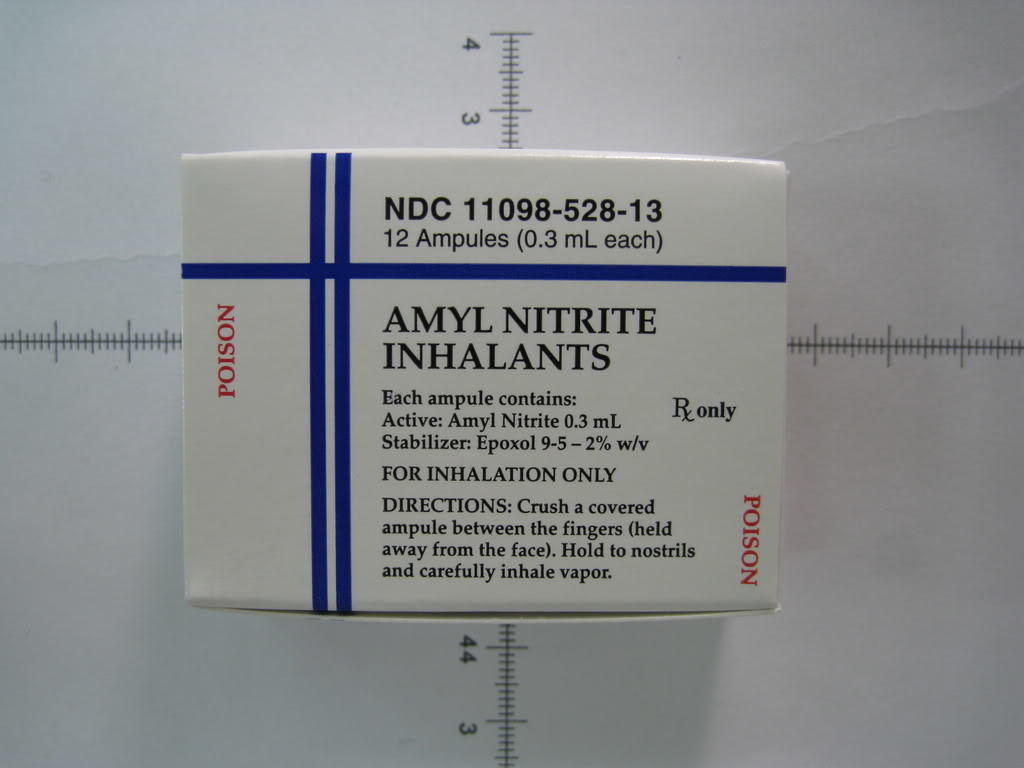 4
3
NDC 11098-528-13
12 Ampules (0.3 mL each)
POISON
AMYL NITRITE
INHALANTS
Each ampule contains:
Active: Amyl Nitrite 0.3 mL
Stabilizer: Epoxol 9-5 – 2% w/v
Rx only
FOR INHALATION ONLY
DIRECTIONS: Crush a covered
ampule between the fingers (held
away from the face). Hold to nostrils
and carefully inhale vapor.
POISON
44
3